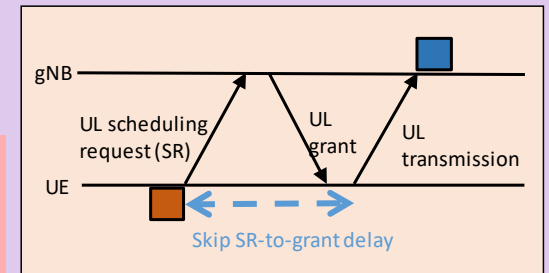 gNB
UL scheduling
request (SR)
UL
grant
UL
transmission
UE
Skip SR-to-grant delay